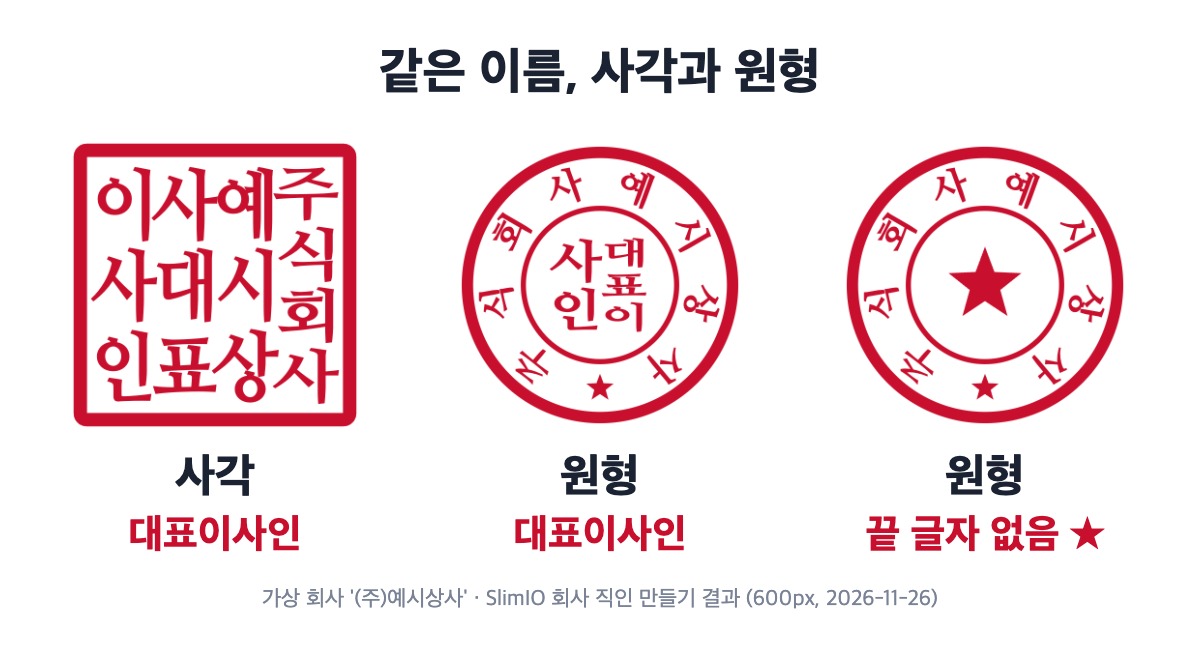 같은 이름, 사각과 원형
주식회사
예시상사
대표이사인
주식회사예시상사
대표이
사인
★
주식회사예시상사
★
★
사각
원형
원형
대표이사인
대표이사인
끝 글자 없음 ★
가상 회사 '(주)예시상사' · SlimIO 회사 직인 만들기 결과 (600px, 2026-11-26)